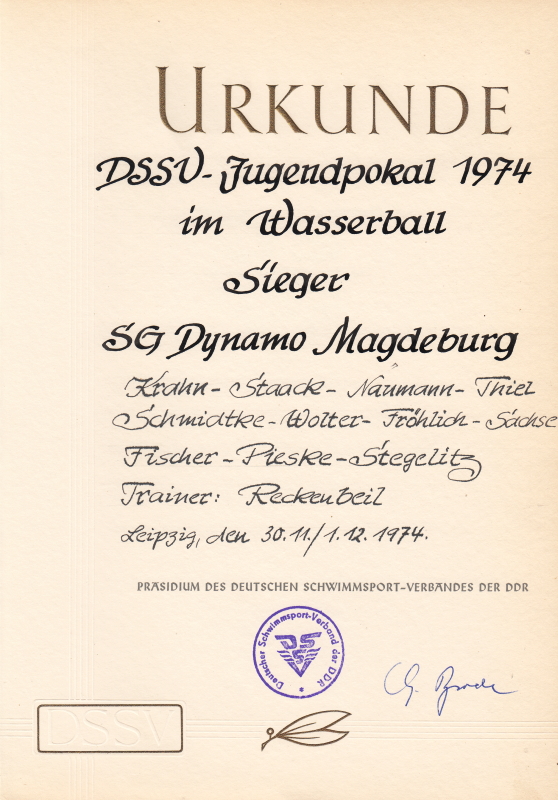 URKUNDE
DSSV-Jugendpokal 1974
im Wasserball
Sieger
SG Dynamo Magdeburg
Krahn - Staack - Naumann - Thiel
Schmidtke - Wolter - Fröhlich - Sachse
Fischer - Pieske - Stegelitz
Trainer: Reckenbeil
Leipzig, den 30.11./1.12.1974.
PRÄSIDIUM DES DEUTSCHEN SCHWIMMSPORT-VERBANDES DER DDR
Deutscher Schwimmsport-Verband der DDR
DSSV
DSSV